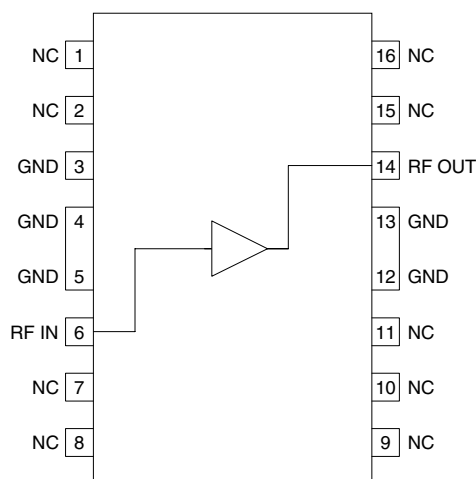 NC 1 16 NC
NC 2 15 NC
GND 3 14 RF OUT
GND 4 13 GND
GND 5 12 GND
RF IN 6 11 NC
NC 7 10 NC
NC 8 9 NC